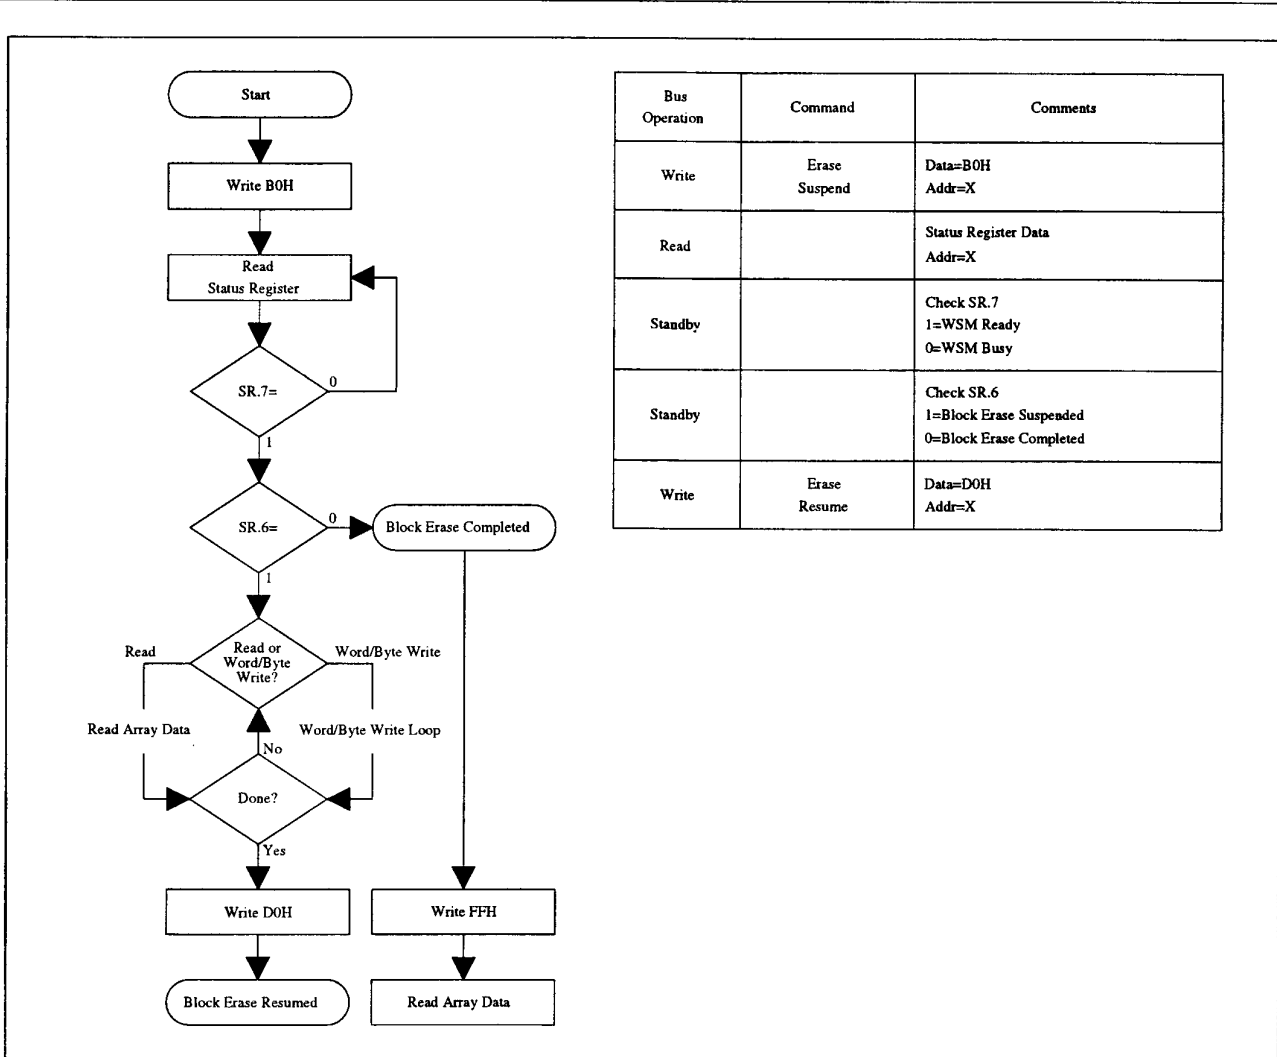 Start
Write B0H
Read
Status Register
SR.7=
0
1
SR.6=
0
Block Erase Completed
1
Read or
Word/Byte
Write?
Read
Word/Byte Write
Read Array Data
Word/Byte Write Loop
No
Done?
Yes
Write D0H
Write FFH
Block Erase Resumed
Read Array Data
Bus
Operation
Command
Comments
Write
Erase
Suspend
Data=B0H
Addr=X
Read
Status Register Data
Addr=X
Standby
Check SR.7
1=WSM Ready
0=WSM Busy
Standby
Check SR.6
1=Block Erase Suspended
0=Block Erase Completed
Write
Erase
Resume
Data=D0H
Addr=X